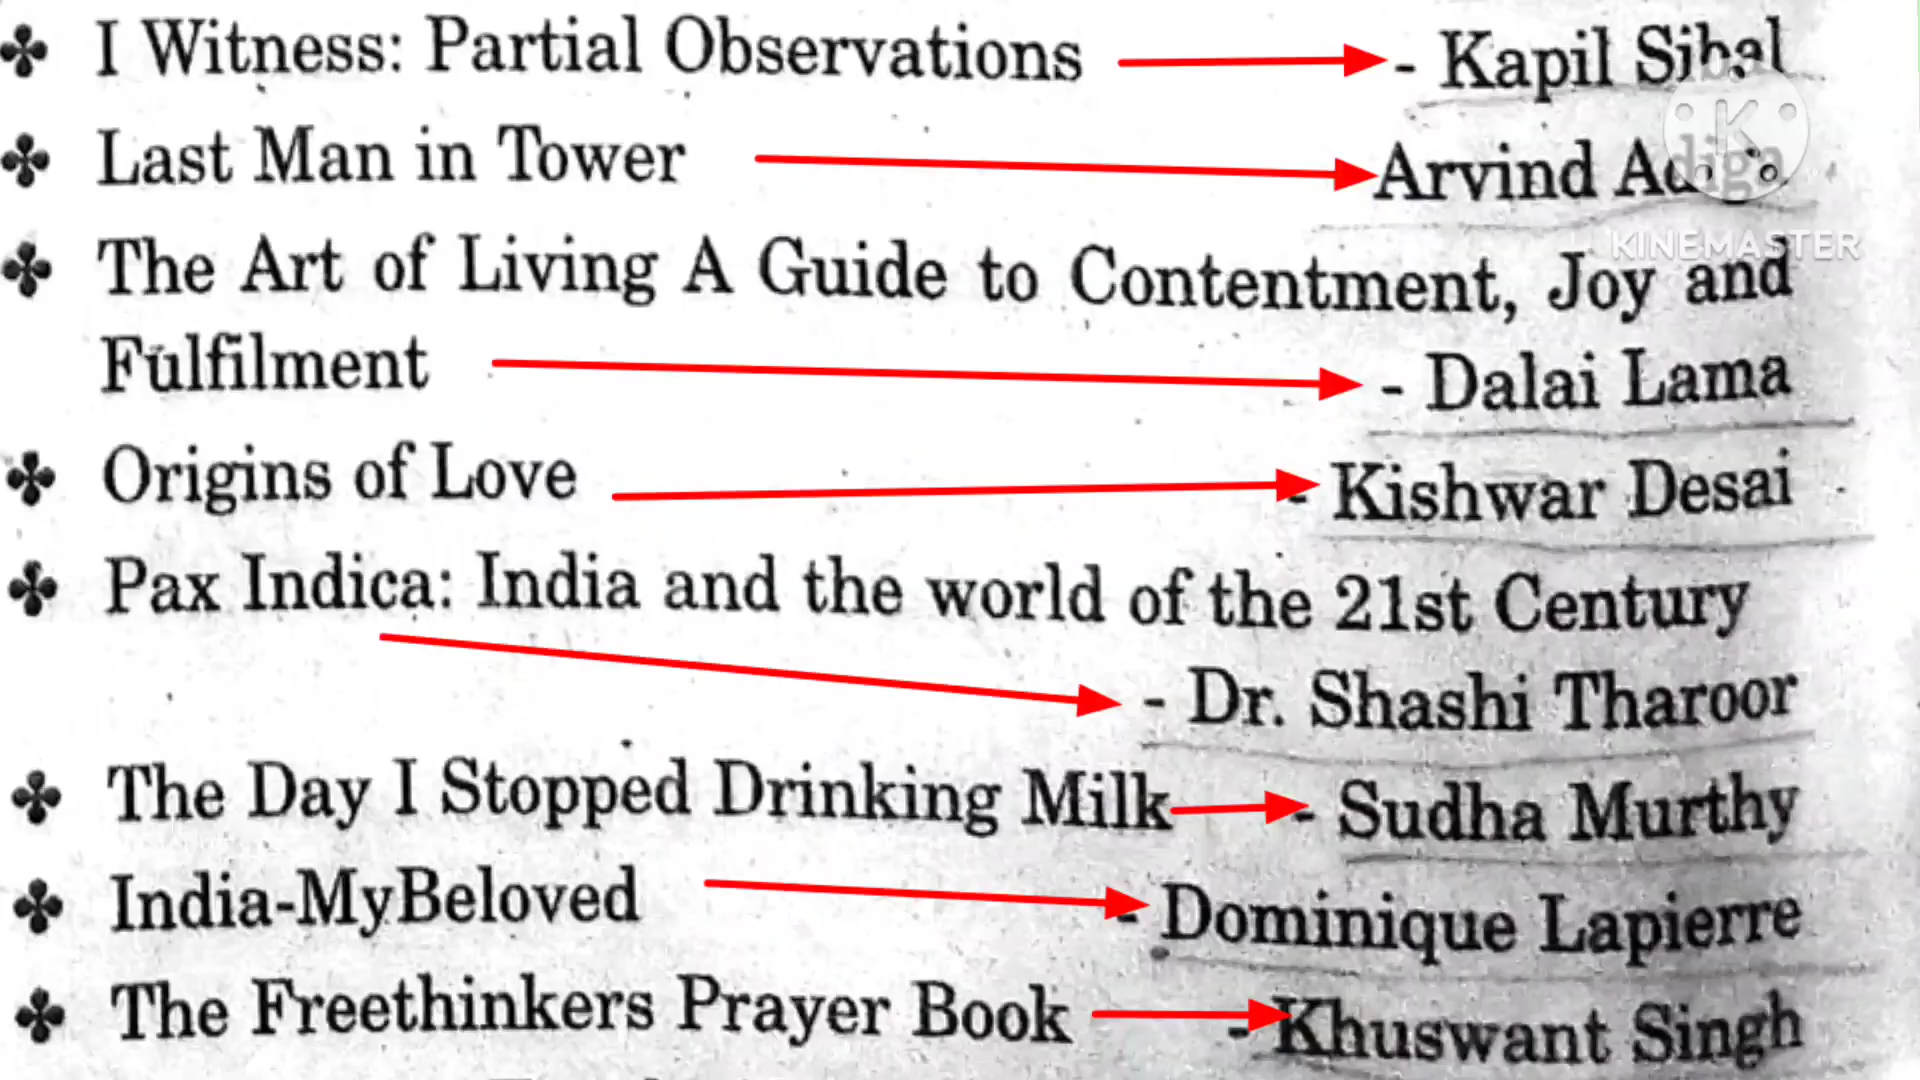 ✤ I Witness: Partial Observations - Kapil Sibal
✤ Last Man in Tower Arvind Adiga
KINEMASTER
✤ The Art of Living A Guide to Contentment, Joy and
Fulfilment - Dalai Lama
✤ Origins of Love - Kishwar Desai
✤ Pax Indica: India and the world of the 21st Century
- Dr. Shashi Tharoor
✤ The Day I Stopped Drinking Milk - Sudha Murthy
✤ India-MyBeloved - Dominique Lapierre
✤ The Freethinkers Prayer Book - Khuswant Singh